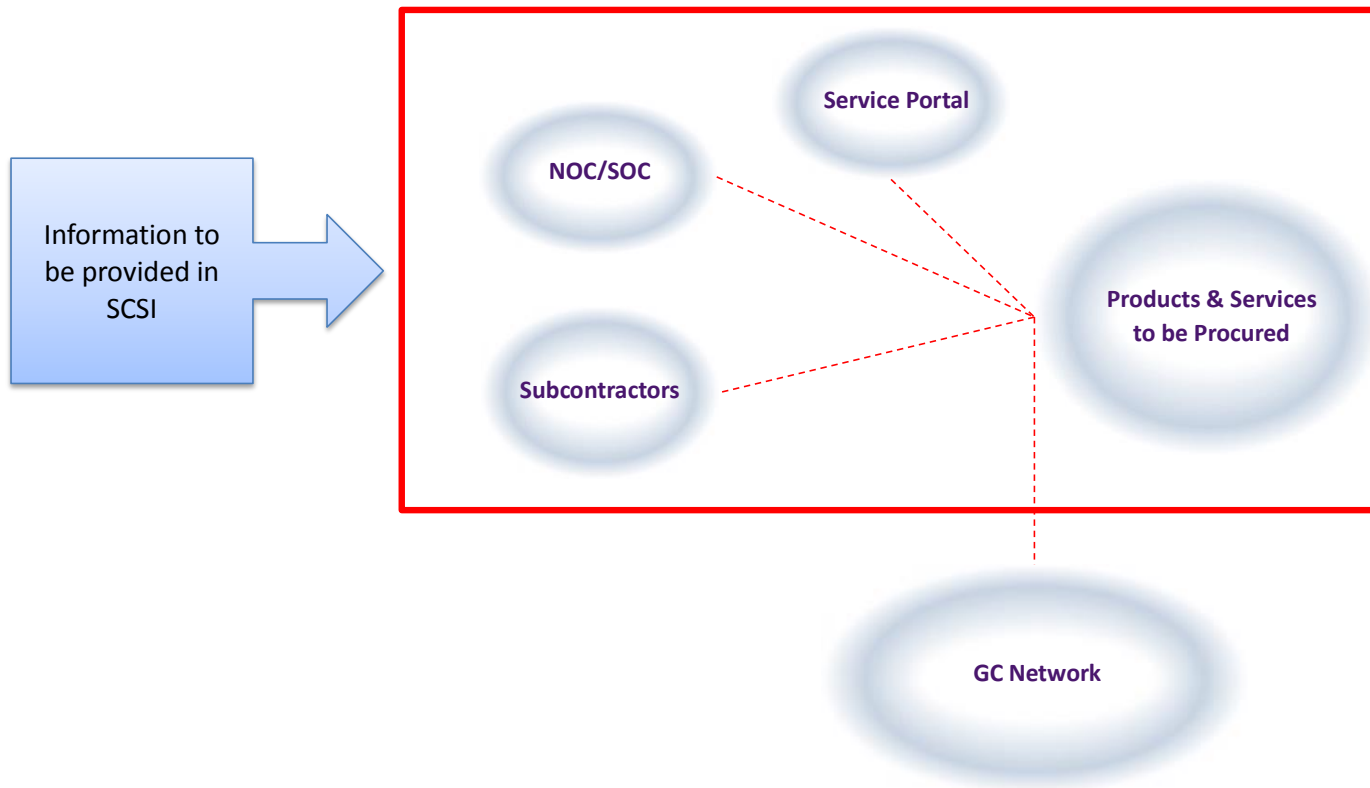 Service Portal
NOC/SOC
Information to
be provided in
SCSI
Products & Services
to be Procured
Subcontractors
GC Network